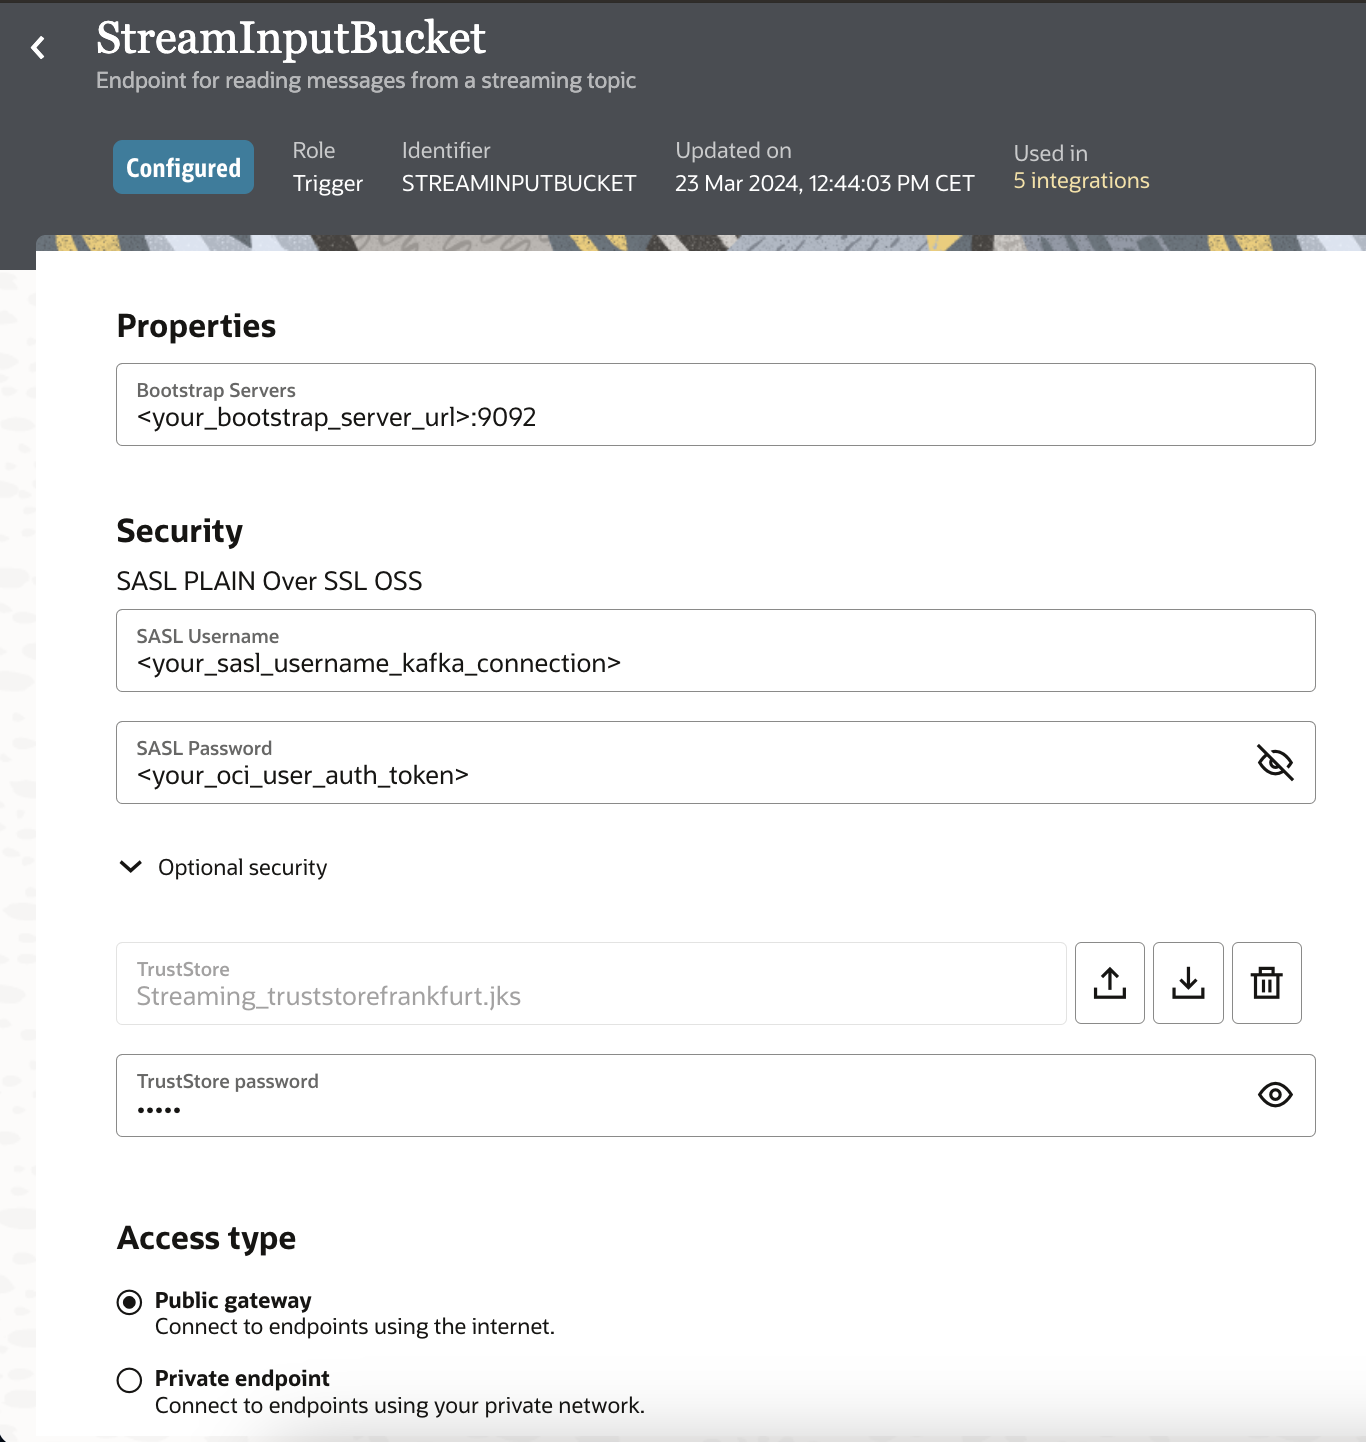 StreamInputBucket
Endpoint for reading messages from a streaming topic
Configured
Role
Trigger
Identifier
STREAMINPUTBUCKET
Updated on
23 Mar 2024, 12:44:03 PM CET
Used in
5 integrations
Properties
Bootstrap Servers
<your_bootstrap_server_url>:9092
Security
SASL PLAIN Over SSL OSS
SASL Username
<your_sasl_username_kafka_connection>
SASL Password
<your_oci_user_auth_token>
Optional security
TrustStore
Streaming_truststorefrankfurt.jks
TrustStore password
•••••
Access type
Public gateway
Connect to endpoints using the internet.
Private endpoint
Connect to endpoints using your private network.